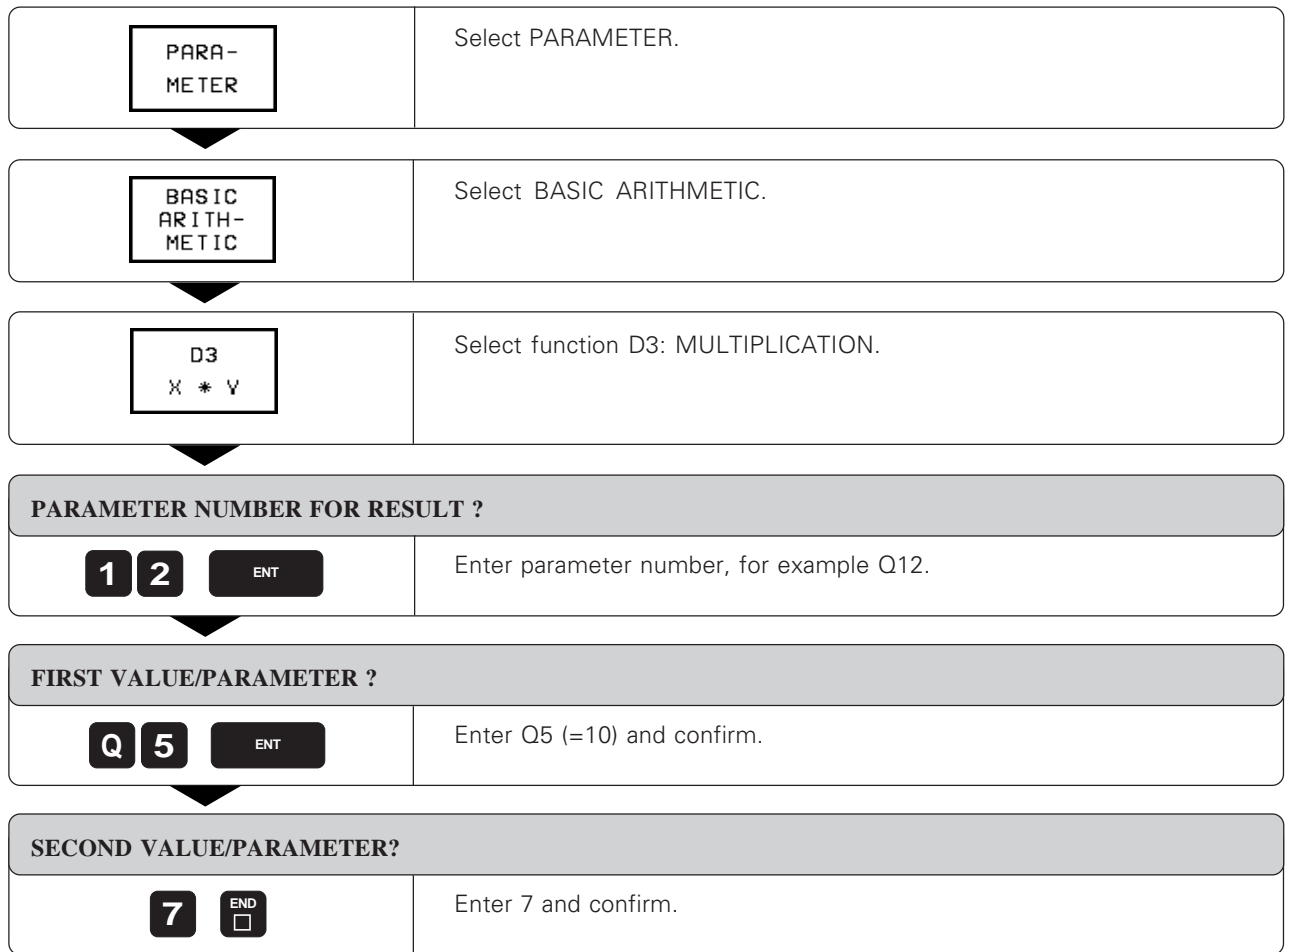 PARA-
METER
Select PARAMETER.
BASIC
ARITH-
METIC
Select BASIC ARITHMETIC.
D3
X * Y
Select function D3: MULTIPLICATION.
PARAMETER NUMBER FOR RESULT ?
1 2 ENT
Enter parameter number, for example Q12.
FIRST VALUE/PARAMETER ?
Q 5 ENT
Enter Q5 (=10) and confirm.
SECOND VALUE/PARAMETER?
7 END
Enter 7 and confirm.